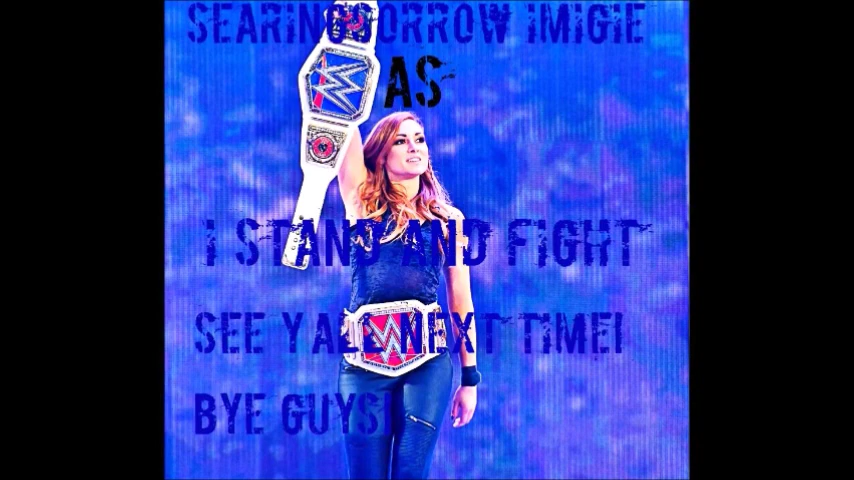 SEARINGSORROW IMIGIE
AS
I STAND AND FIGHT
SEE YALL NEXT TIME!
BYE GUYS!